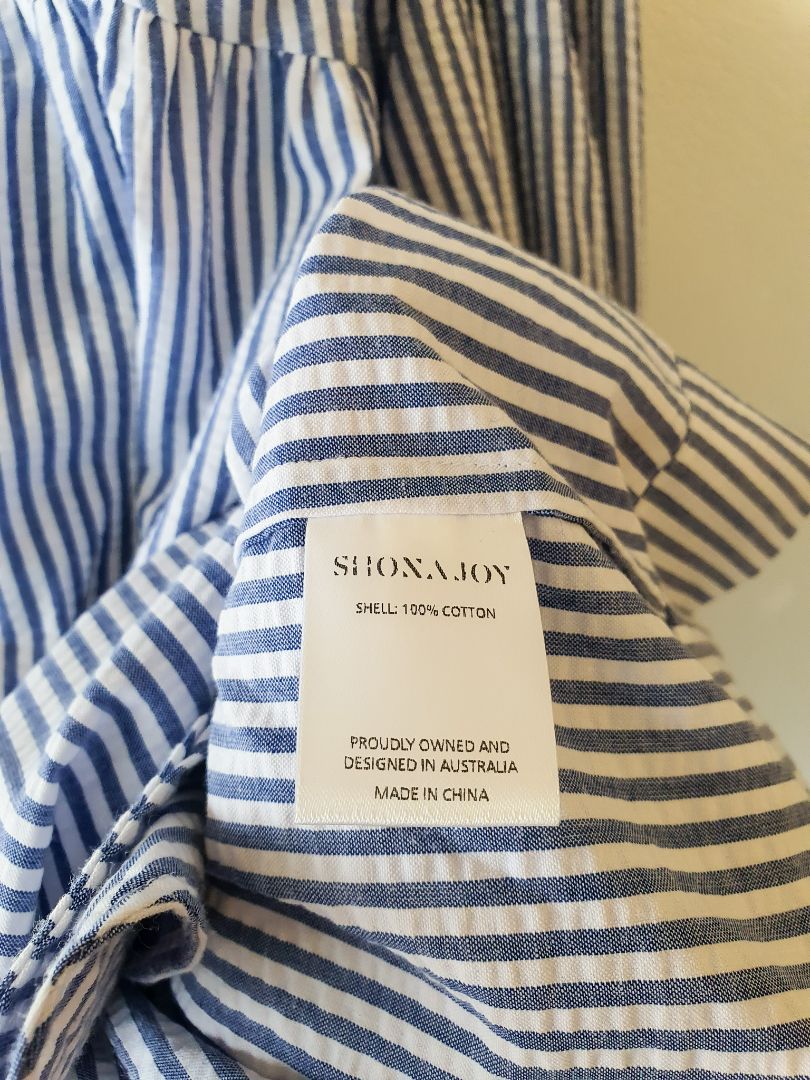 SHONA JOY
SHELL: 100% COTTON
PROUDLY OWNED AND
DESIGNED IN AUSTRALIA
MADE IN CHINA